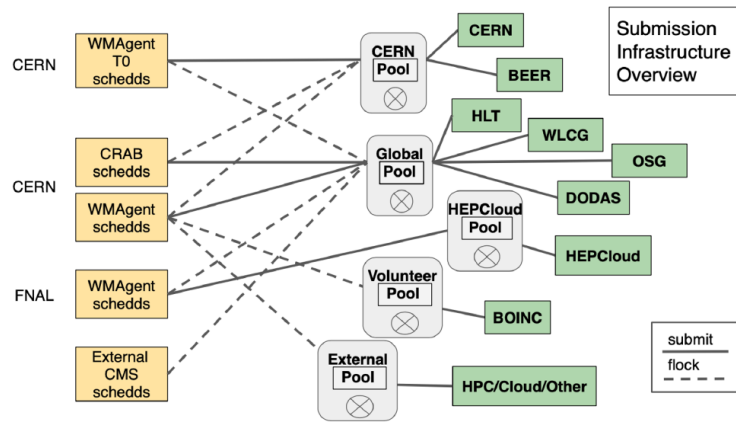 Submission
Infrastructure
Overview
CERN
WMAgent
T0
schedds
CERN
Pool
CERN
BEER
CERN
CRAB
schedds
WMAgent
schedds
Global
Pool
HLT
WLCG
OSG
DODAS
HEPCloud
Pool
HEPCloud
FNAL
WMAgent
schedds
Volunteer
Pool
BOINC
External
CMS
schedds
External
Pool
HPC/Cloud/Other
submit
flock